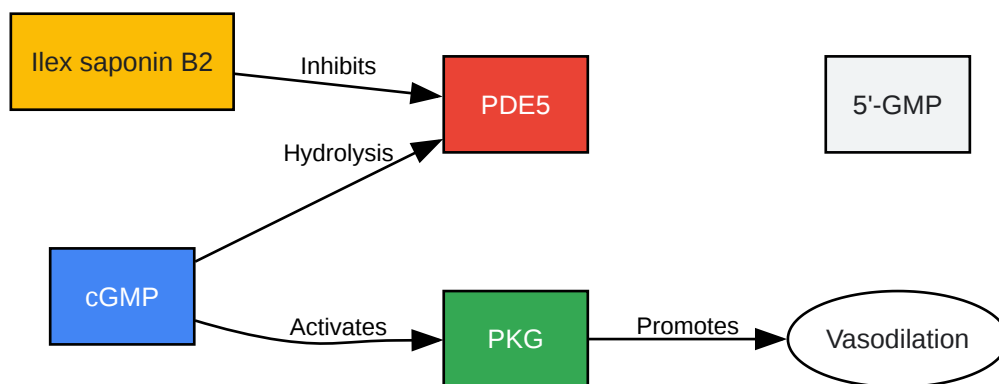 Ilex saponin B2
Inhibits
PDE5
5'-GMP
Hydrolysis
cGMP
Activates
PKG
Promotes
Vasodilation